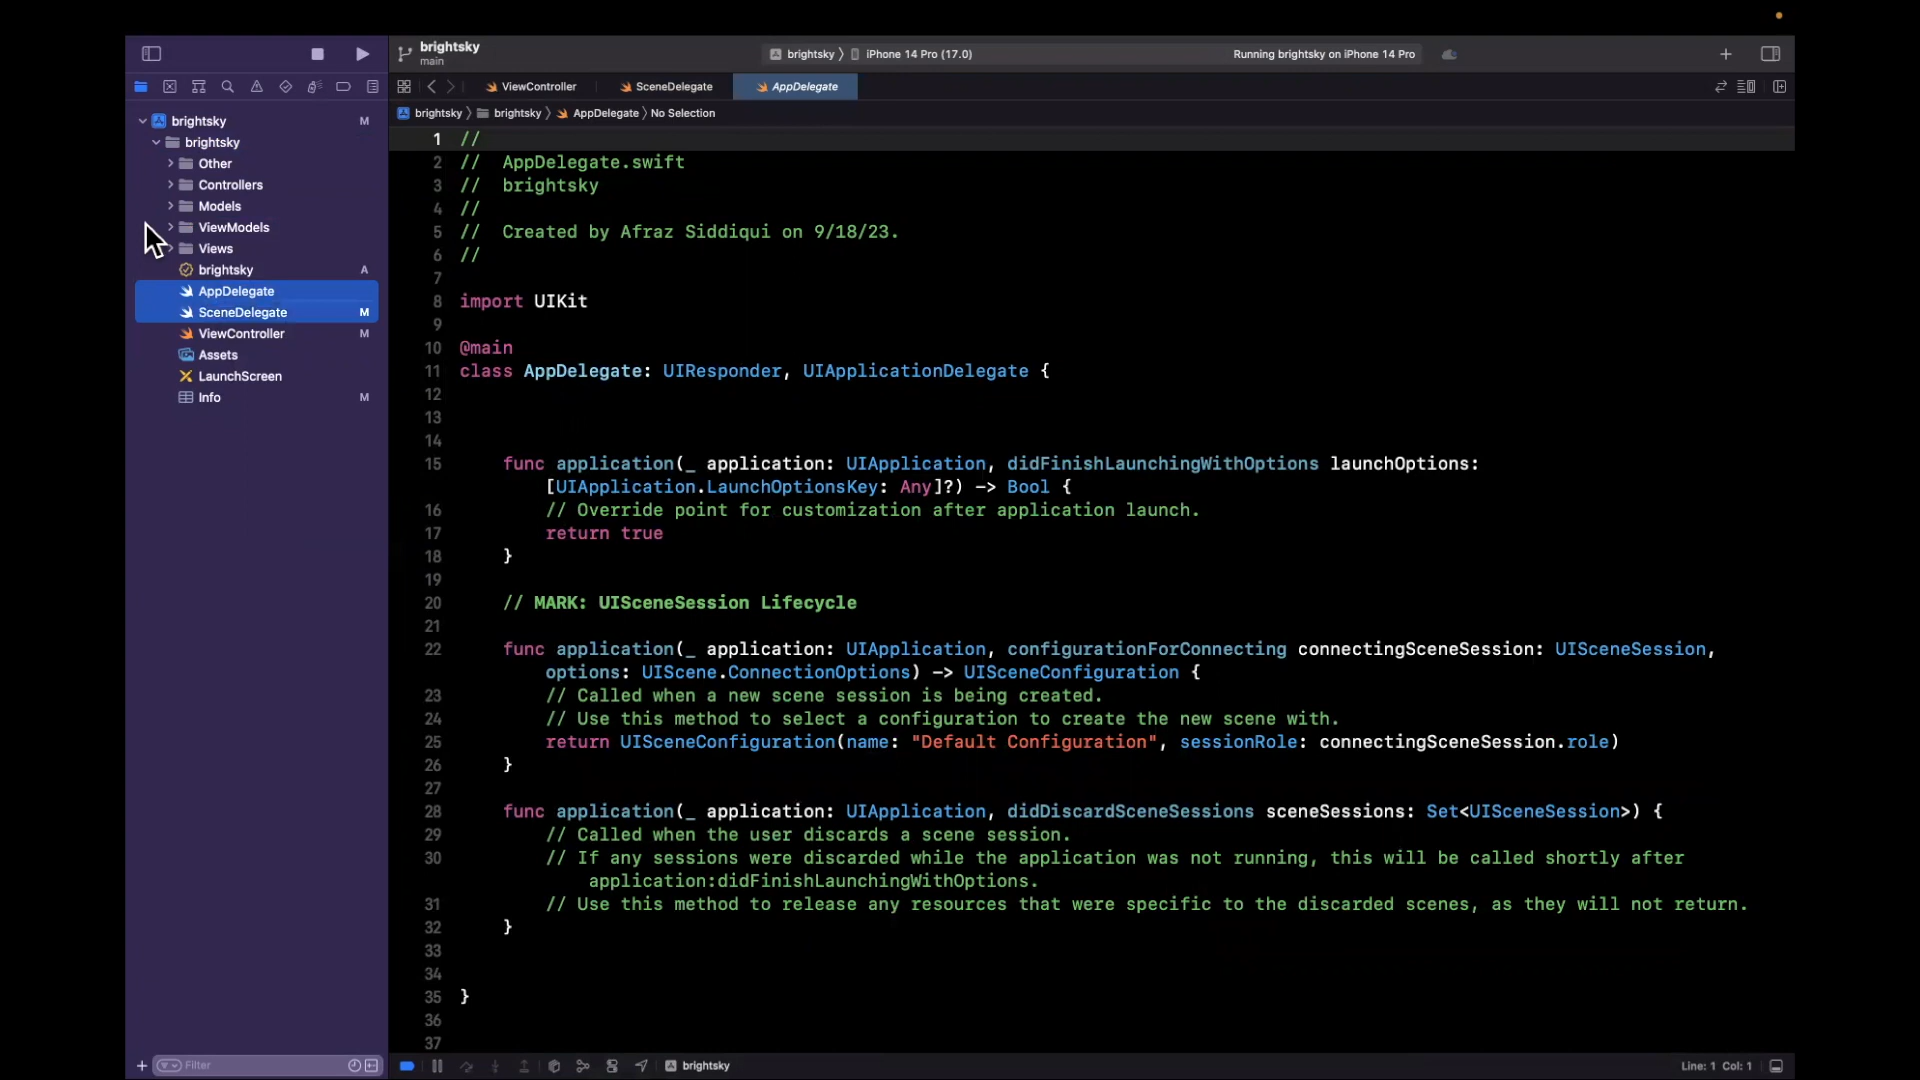 brightsky
main
brightsky
iPhone 14 Pro (17.0)
Running brightsky on iPhone 14 Pro
ViewController
SceneDelegate
AppDelegate
brightsky
brightsky
AppDelegate
No Selection
brightsky M
brightsky
Other
Controllers
Models
ViewModels
Views
brightsky A
AppDelegate
SceneDelegate M
ViewController M
Assets
LaunchScreen
Info M
Filter
1 //
2 //  AppDelegate.swift
3 //  brightsky
4 //
5 //  Created by Afraz Siddiqui on 9/18/23.
6 //
7
8 import UIKit
9
10 @main
11 class AppDelegate: UIResponder, UIApplicationDelegate {
12
13
14
15 func application(_ application: UIApplication, didFinishLaunchingWithOptions launchOptions:
[UIApplication.LaunchOptionsKey: Any]?) -> Bool {
16 // Override point for customization after application launch.
17 return true
18 }
19
20 // MARK: UISceneSession Lifecycle
21
22 func application(_ application: UIApplication, configurationForConnecting connectingSceneSession: UISceneSession,
options: UIScene.ConnectionOptions) -> UISceneConfiguration {
23 // Called when a new scene session is being created.
24 // Use this method to select a configuration to create the new scene with.
25 return UISceneConfiguration(name: "Default Configuration", sessionRole: connectingSceneSession.role)
26 }
27
28 func application(_ application: UIApplication, didDiscardSceneSessions sceneSessions: Set<UISceneSession>) {
29 // Called when the user discards a scene session.
30 // If any sessions were discarded while the application was not running, this will be called shortly after
application:didFinishLaunchingWithOptions.
31 // Use this method to release any resources that were specific to the discarded scenes, as they will not return.
32 }
33
34
35 }
36
37
brightsky
Line: 1 Col: 1